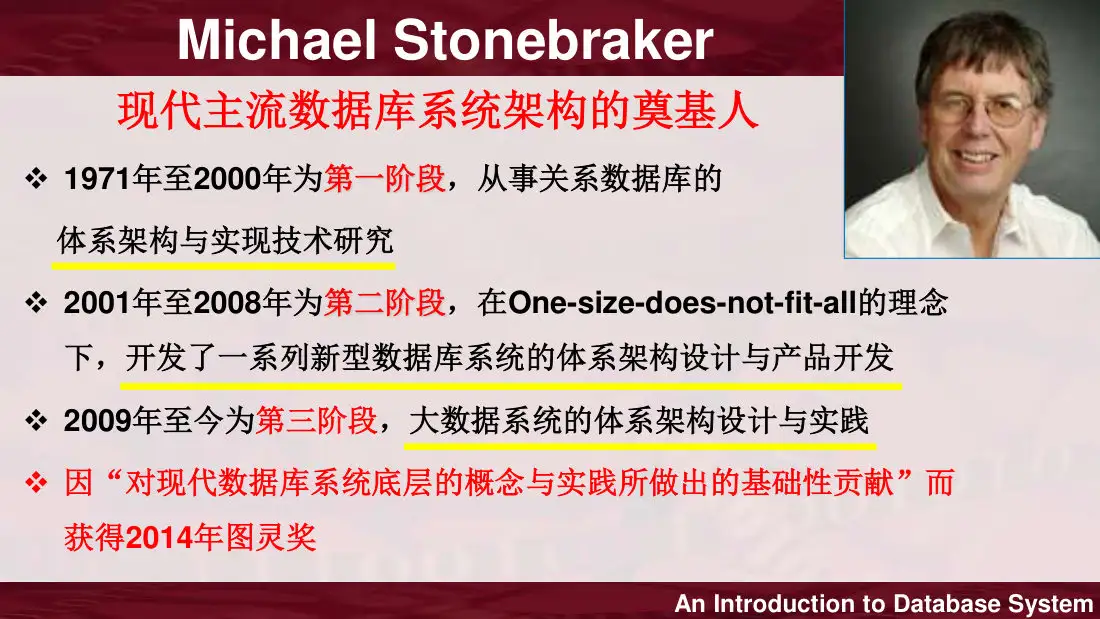 Michael Stonebraker
现代主流数据库系统架构的奠基人
❖ 1971年至2000年为第一阶段，从事关系数据库的
体系架构与实现技术研究
❖ 2001年至2008年为第二阶段，在One-size-does-not-fit-all的理念
下，开发了一系列新型数据库系统的体系架构设计与产品开发
❖ 2009年至今为第三阶段，大数据系统的体系架构设计与实践
❖ 因“对现代数据库系统底层的概念与实践所做出的基础性贡献”而
获得2014年图灵奖
An Introduction to Database System